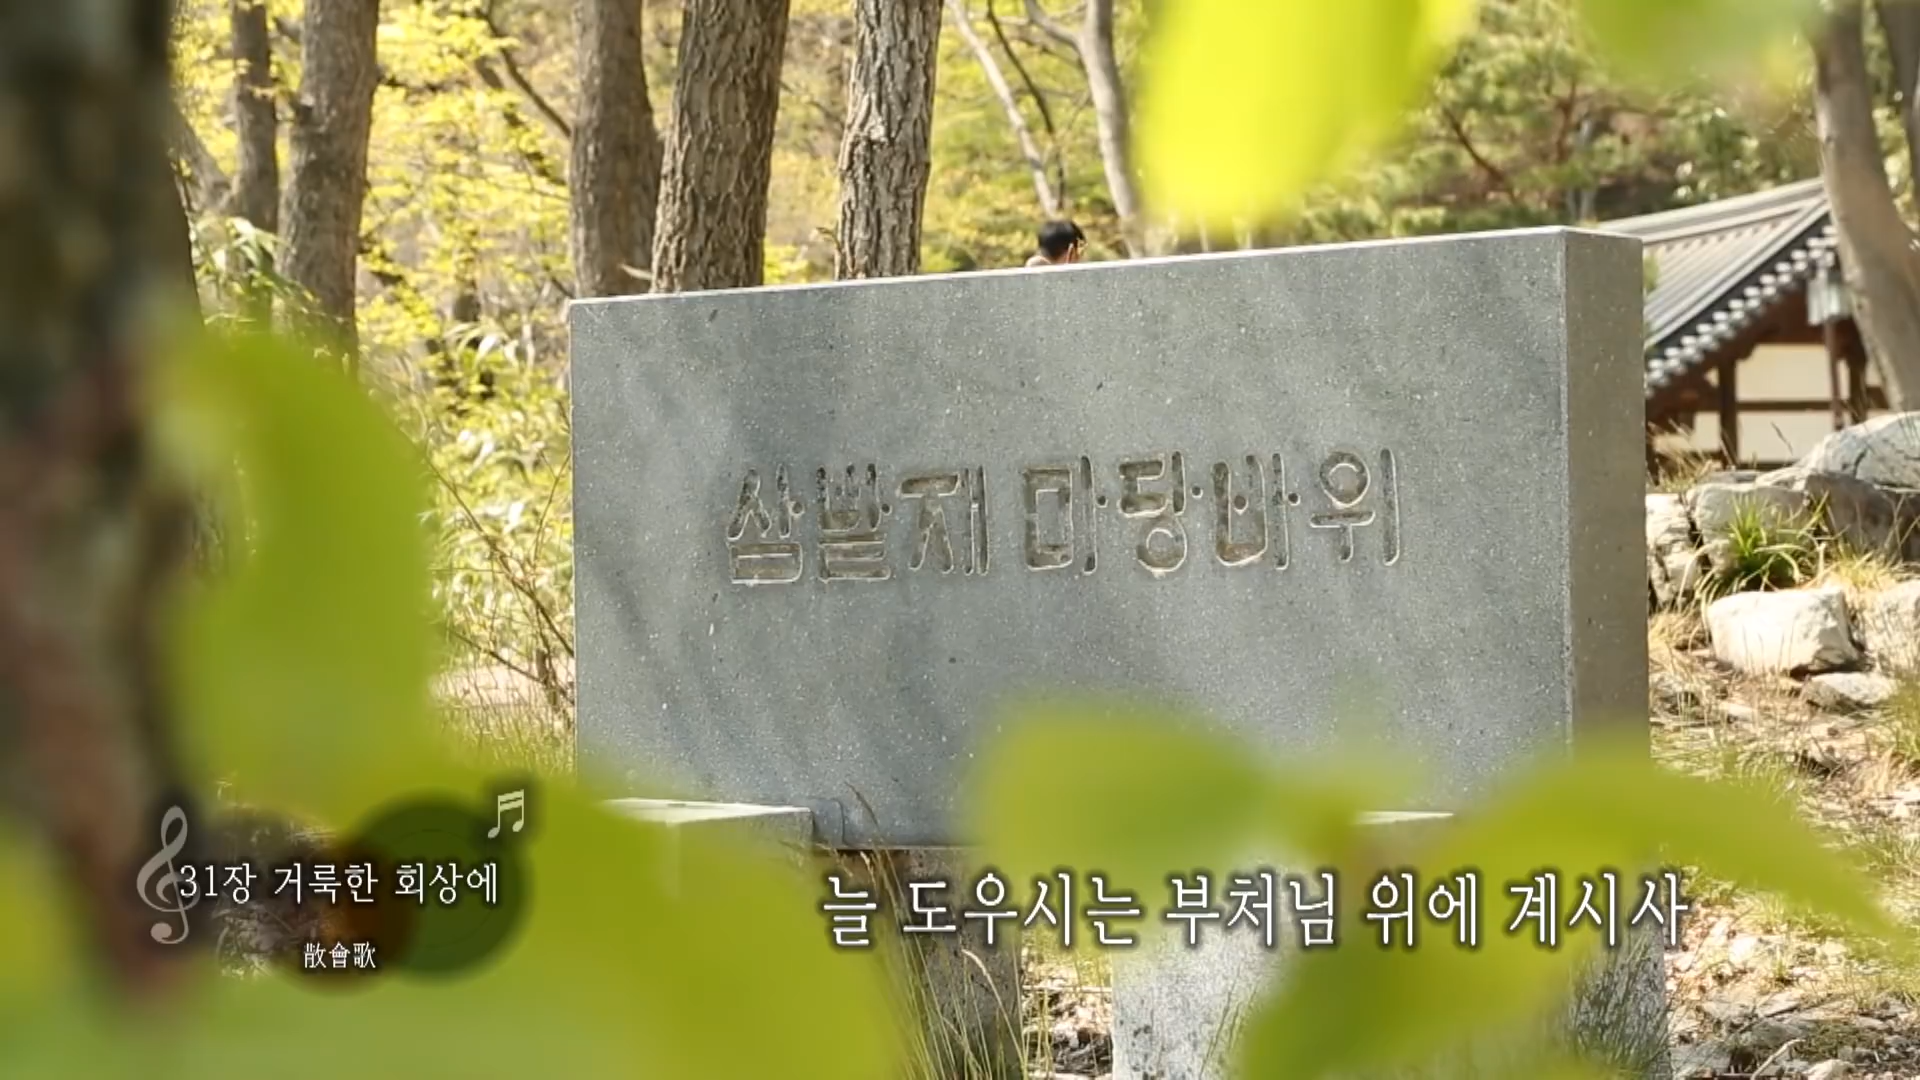 삼밭재 마당바위
31장 거룩한 회상에
散會歌
늘 도우시는 부처님 위에 계시사